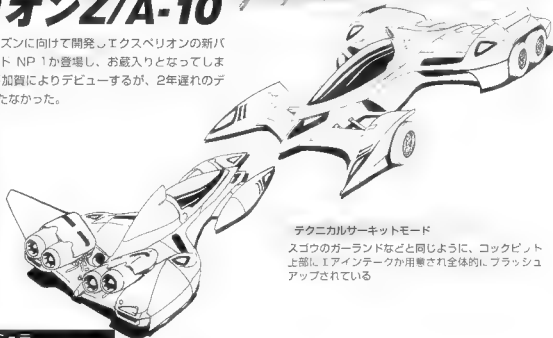 オンZ/A-10
ズンに向けて開発しエクスペリオンの新バ
ト NP 1か登場し、お蔵入りとなってしま
加賀によりデビューするが、2年遅れのデ
たなかった。
テクニカルサーキットモード
スゴウのガーランドなどと同じように、コックピット
上部にエアインテークか用意され全体的に ブラッシュ
アップされている